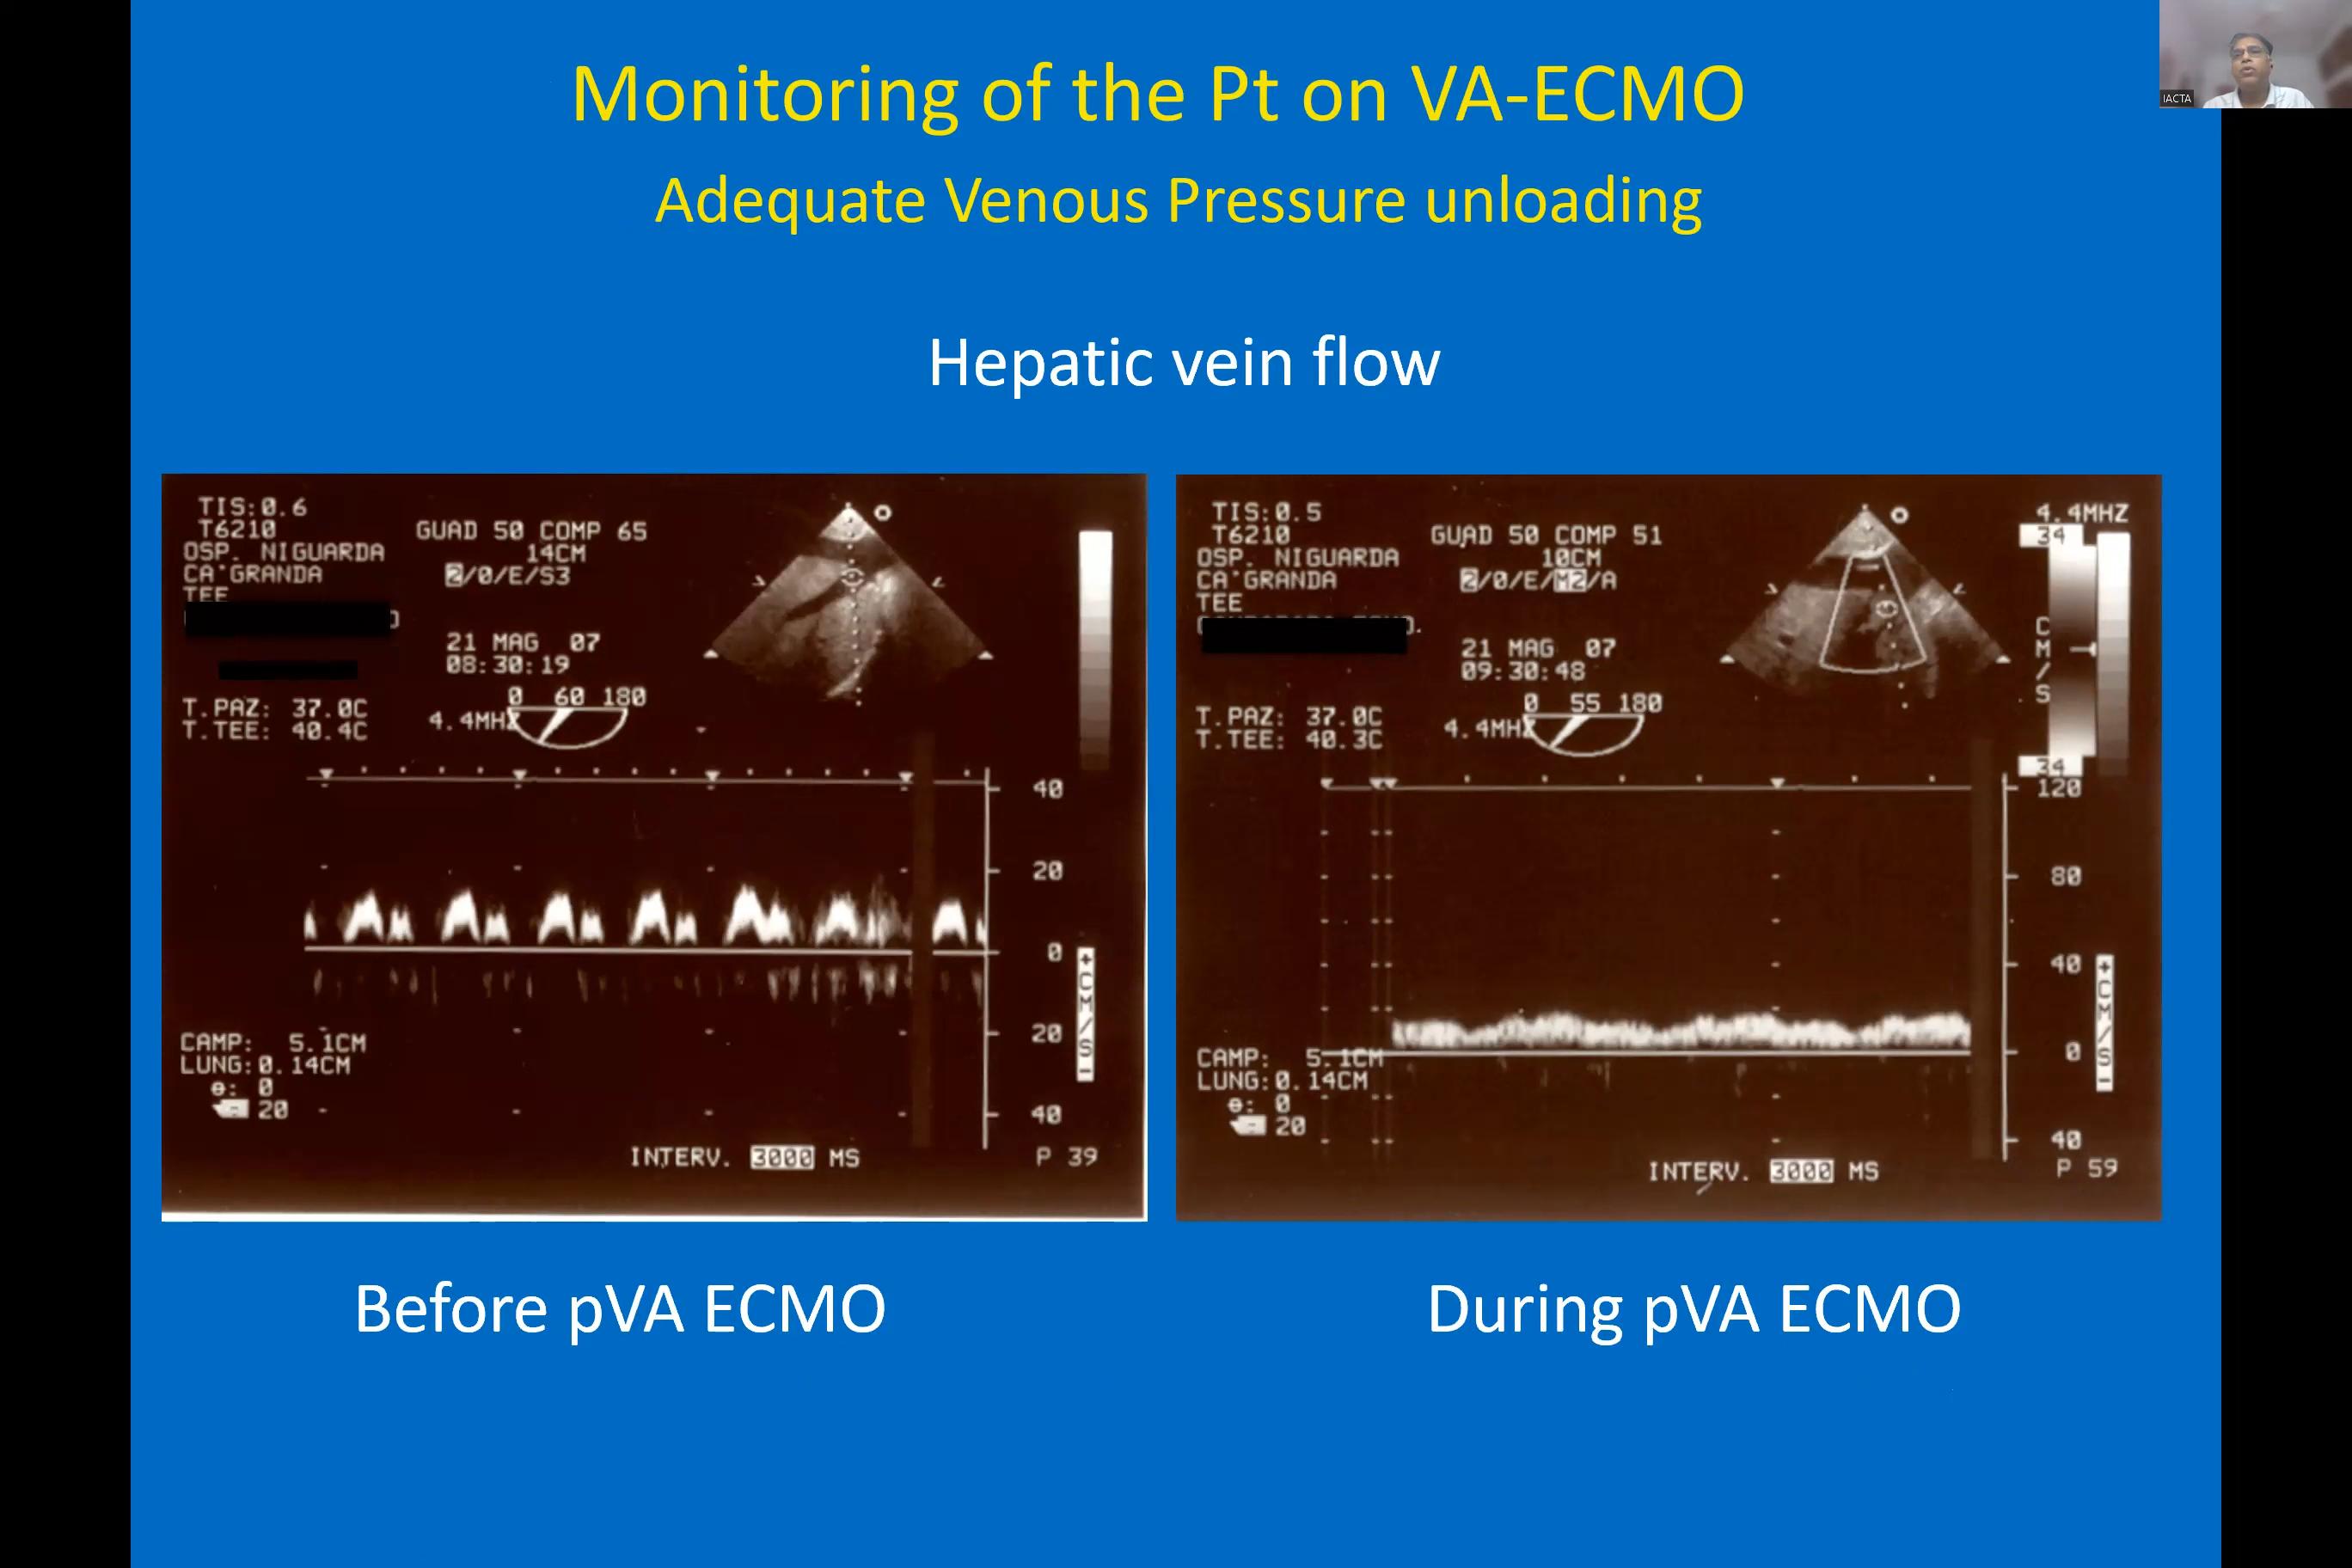 Monitoring of the Pt on VA-ECMO
IACTA
Adequate Venous Pressure unloading
Hepatic vein flow
TIS:0.6
T6210
OSP. NIGUARDA
CA'GRANDA
TEE
GUAD 50 COMP 65
14CM
2/0/E/S3
21 MAG 07
08:30:19
0 60 180
4.4MHZ
T.PAZ: 37.0C
T.TEE: 40.4C
40
20
0
20
40
+CM/S-
CAMP: 5.1CM
LUNG:0.14CM
θ: 0
20
INTERV. 3000 MS
P 39
TIS:0.5
T6210
OSP. NIGUARDA
CA'GRANDA
TEE
GUAD 50 COMP 51
10CM
2/0/E/M2/A
21 MAG 07
09:30:48
0 55 180
4.4MHZ
T.PAZ: 37.0C
T.TEE: 40.3C
4.4MHZ
34
CM/S
34
120
80
40
0
40
+CM/S-
CAMP: 5.1CM
LUNG:0.14CM
θ: 0
20
INTERV. 3000 MS
P 59
Before pVA ECMO
During pVA ECMO